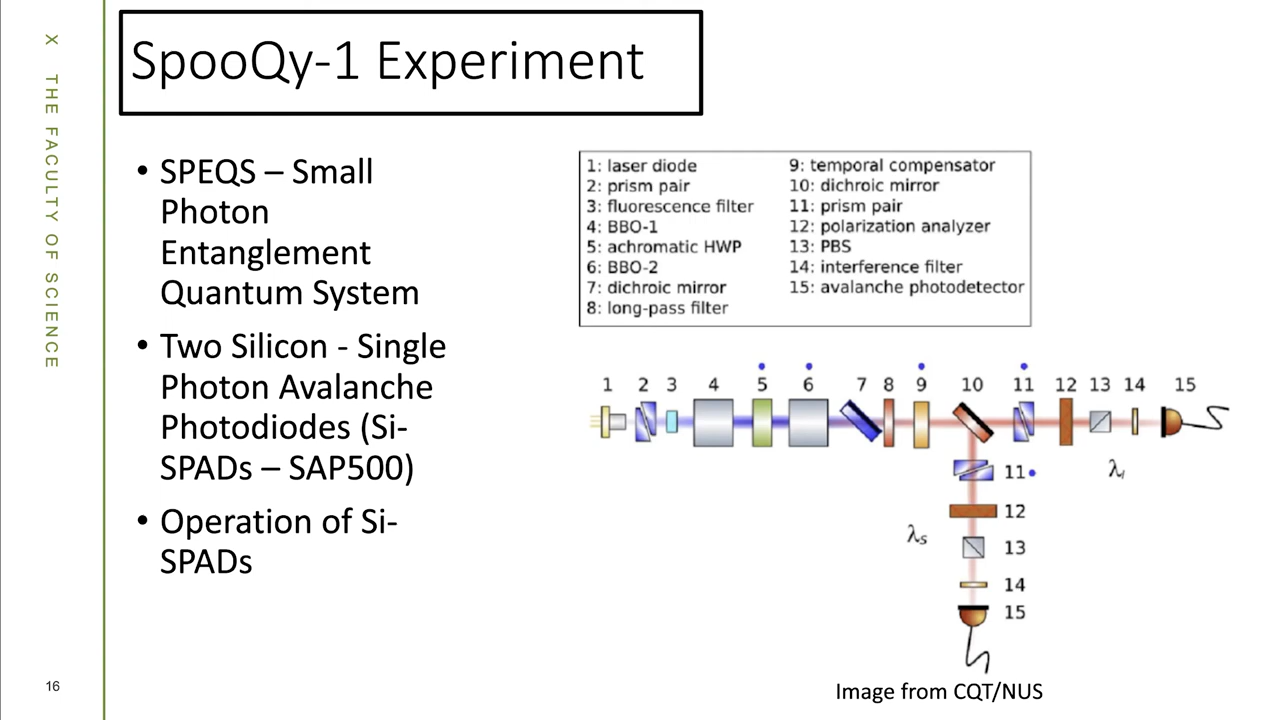 X THE FACULTY OF SCIENCE
SpooQy-1 Experiment
• SPEQS – Small
Photon
Entanglement
Quantum System
• Two Silicon - Single
Photon Avalanche
Photodiodes (Si-
SPADs – SAP500)
• Operation of Si-
SPADs
1: laser diode
2: prism pair
3: fluorescence filter
4: BBO-1
5: achromatic HWP
6: BBO-2
7: dichroic mirror
8: long-pass filter
9: temporal compensator
10: dichroic mirror
11: prism pair
12: polarization analyzer
13: PBS
14: interference filter
15: avalanche photodetector
1 2 3 4 5 6 7 8 9 10 11 12 13 14 15
11
λi
12
λs
13
14
15
Image from CQT/NUS
16